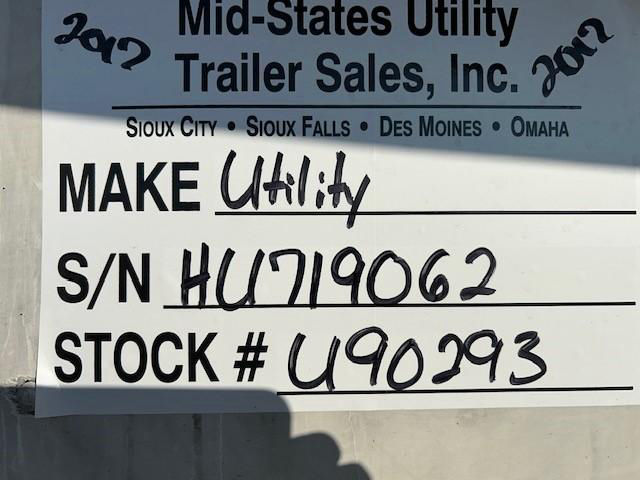 2017 Mid-States Utility
Trailer Sales, Inc. 2017
SIOUX CITY • SIOUX FALLS • DES MOINES • OMAHA
MAKE Utility
S/N HU719062
STOCK # U90293